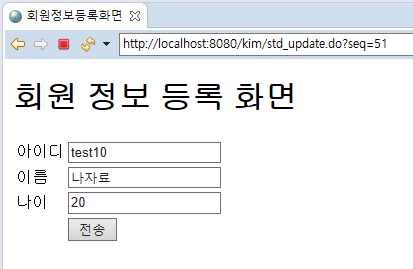 회원정보등록화면
http://localhost:8080/kim/std_update.do?seq=51
회원 정보 등록 화면
아이디 test10
이름 나자료
나이 20
전송